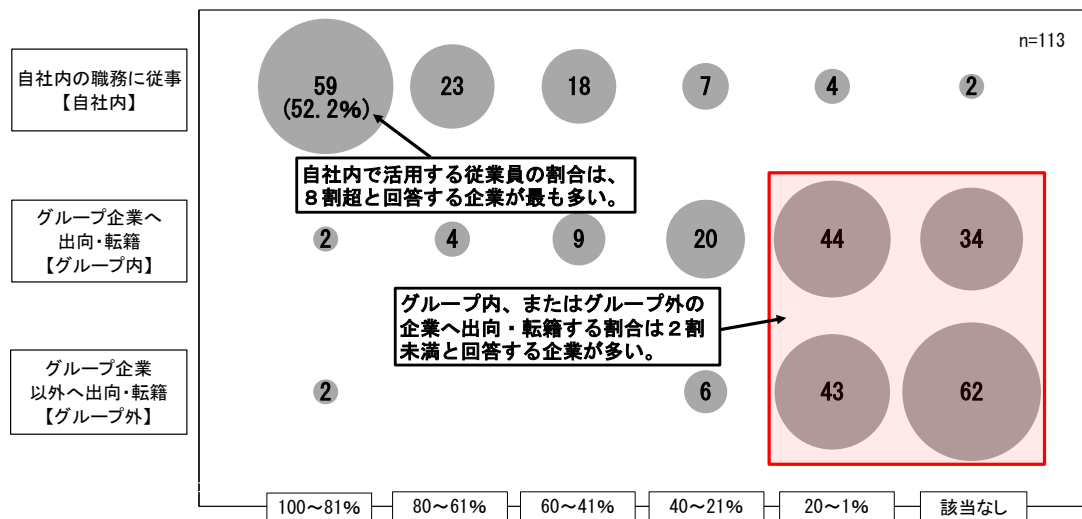 n=113
自社内の職務に従事
【自社内】
59
(52.2%)
23
18
7
4
2
自社内で活用する従業員の割合は、
８割超と回答する企業が最も多い。
グループ企業へ
出向・転籍
【グループ内】
2
4
9
20
44
34
グループ内、またはグループ外の
企業へ出向・転籍する割合は２割
未満と回答する企業が多い。
グループ企業
以外へ出向・転籍
【グループ外】
2
6
43
62
100～81%
80～61%
60～41%
40～21%
20～1%
該当なし